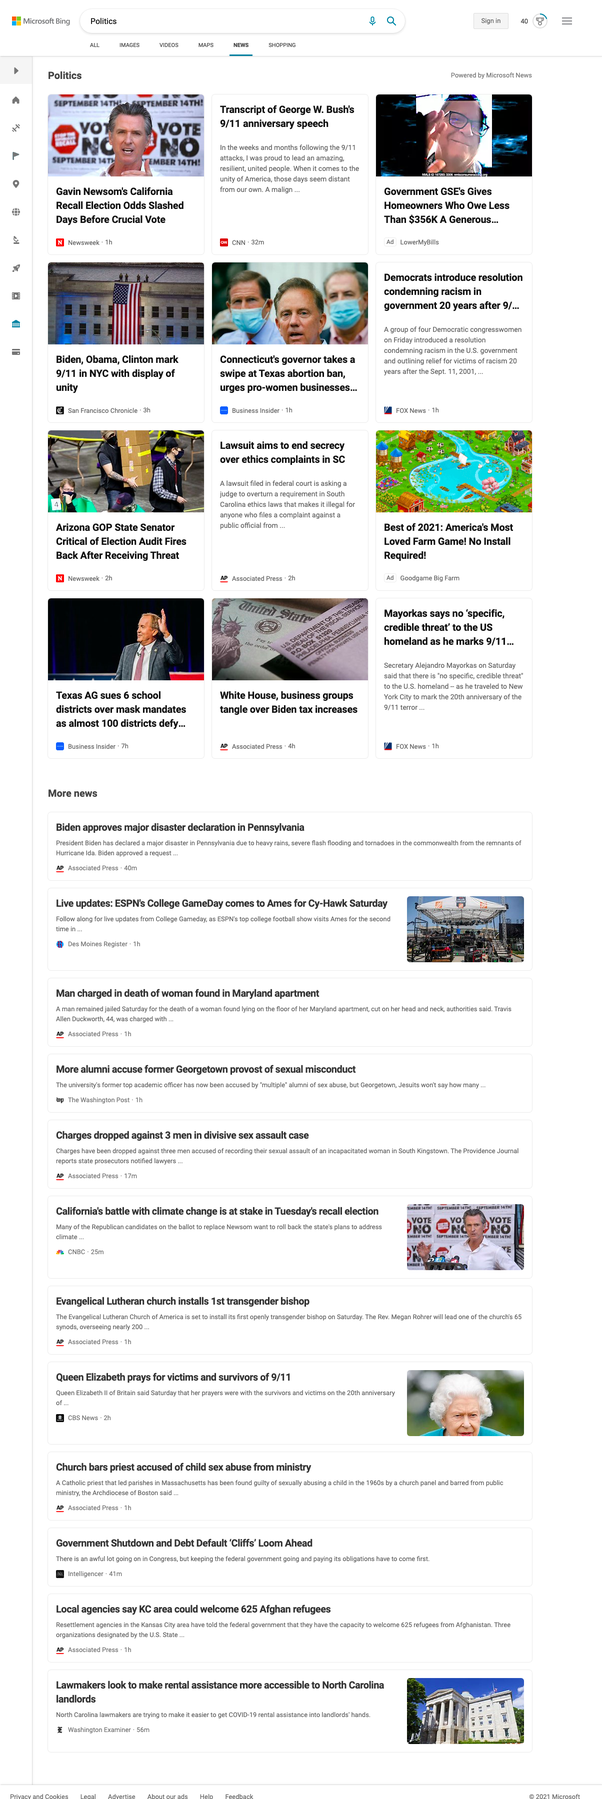 Microsoft Bing
Politics
Sign in
40
ALL
IMAGES
VIDEOS
MAPS
NEWS
SHOPPING
Politics
Powered by Microsoft News
Gavin Newsom's California
Recall Election Odds Slashed
Days Before Crucial Vote
Newsweek · 1h
Transcript of George W. Bush's
9/11 anniversary speech
In the weeks and months following the 9/11
attacks, I was proud to lead an amazing,
resilient, united people. When it comes to the
unity of America, those days seem distant
from our own. A malign ...
CNN · 32m
Government GSE's Gives
Homeowners Who Owe Less
Than $356K A Generous...
Ad LowerMyBills
Biden, Obama, Clinton mark
9/11 in NYC with display of
unity
San Francisco Chronicle · 3h
Connecticut's governor takes a
swipe at Texas abortion ban,
urges pro-women businesses...
Business Insider · 1h
Democrats introduce resolution
condemning racism in
government 20 years after 9/...
A group of four Democratic congresswomen
on Friday introduced a resolution
condemning racism in the U.S. government
and outlining relief for victims of racism 20
years after the Sept. 11, 2001, ...
FOX News · 1h
Arizona GOP State Senator
Critical of Election Audit Fires
Back After Receiving Threat
Newsweek · 2h
Lawsuit aims to end secrecy
over ethics complaints in SC
A lawsuit filed in federal court is asking a
judge to overturn a requirement in South
Carolina ethics laws that makes it illegal for
anyone who files a complaint against a
public official from ...
AP Associated Press · 2h
Best of 2021: America's Most
Loved Farm Game! No Install
Required!
Ad Goodgame Big Farm
Texas AG sues 6 school
districts over mask mandates
as almost 100 districts defy...
Business Insider · 7h
White House, business groups
tangle over Biden tax increases
AP Associated Press · 4h
Mayorkas says no 'specific,
credible threat' to the US
homeland as he marks 9/11...
Secretary Alejandro Mayorkas on Saturday
said that there is "no specific, credible threat"
to the U.S. homeland – as he traveled to New
York City to mark the 20th anniversary of the
9/11 terror ...
FOX News · 1h
More news
Biden approves major disaster declaration in Pennsylvania
President Biden has declared a major disaster in Pennsylvania due to heavy rains, severe flash flooding and tornadoes in the commonwealth from the remnants of
Hurricane Ida. Biden approved a request ...
AP Associated Press · 40m
Live updates: ESPN's College GameDay comes to Ames for Cy-Hawk Saturday
Follow along for live updates from College Gameday, as ESPN's top college football show visits Ames for the second
time in ...
Des Moines Register · 1h
Man charged in death of woman found in Maryland apartment
A man remained jailed Saturday for the death of a woman found lying on the floor of her Maryland apartment, cut on her head and neck, authorities said. Travis
Allen Duckworth, 44, was charged with ...
AP Associated Press · 1h
More alumni accuse former Georgetown provost of sexual misconduct
The university's former top academic officer has now been accused by "multiple" alumni of sex abuse, but Georgetown, Jesuits won't say how many ...
The Washington Post · 1h
Charges dropped against 3 men in divisive sex assault case
Charges have been dropped against three men accused of recording their sexual assault of an incapacitated woman in South Kingstown. The Providence Journal
reports state prosecutors notified lawyers ...
AP Associated Press · 17m
California's battle with climate change is at stake in Tuesday's recall election
Many of the Republican candidates on the ballot to replace Newsom want to roll back the state's plans to address
climate ...
CNBC · 25m
Evangelical Lutheran church installs 1st transgender bishop
The Evangelical Lutheran Church of America is set to install its first openly transgender bishop on Saturday. The Rev. Megan Rohrer will lead one of the church's 65
synods, overseeing nearly 200 ...
AP Associated Press · 1h
Queen Elizabeth prays for victims and survivors of 9/11
Queen Elizabeth II of Britain said Saturday that her prayers were with the survivors and victims on the 20th anniversary
of ...
CBS News · 2h
Church bars priest accused of child sex abuse from ministry
A Catholic priest that led parishes in Massachusetts has been found guilty of sexually abusing a child in the 1960s by a church panel and barred from public
ministry, the Archdiocese of Boston said ...
AP Associated Press · 1h
Government Shutdown and Debt Default 'Cliffs' Loom Ahead
There is an awful lot going on in Congress, but keeping the federal government going and paying its obligations have to come first.
Intelligencer · 41m
Local agencies say KC area could welcome 625 Afghan refugees
Resettlement agencies in the Kansas City area have told the federal government that they have the capacity to welcome 625 refugees from Afghanistan. Three
organizations designated by the U.S. State ...
AP Associated Press · 1h
Lawmakers look to make rental assistance more accessible to North Carolina
landlords
North Carolina lawmakers are trying to make it easier to get COVID-19 rental assistance into landlords' hands.
Washington Examiner · 56m
Privacy and Cookies
Legal
Advertise
About our ads
Help
Feedback
© 2021 Microsoft